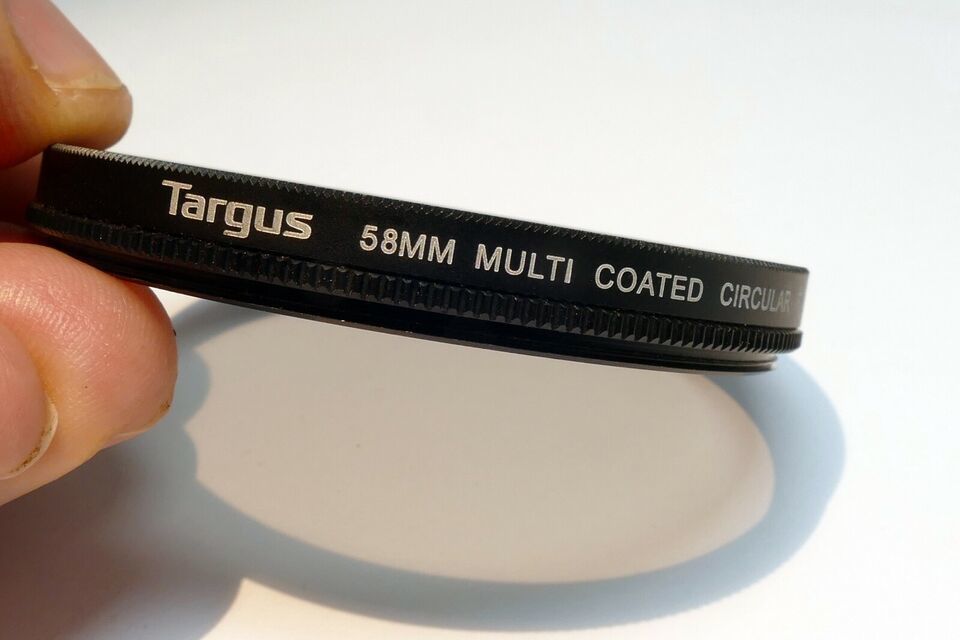 Targus 58MM MULTI COATED CIRCULAR